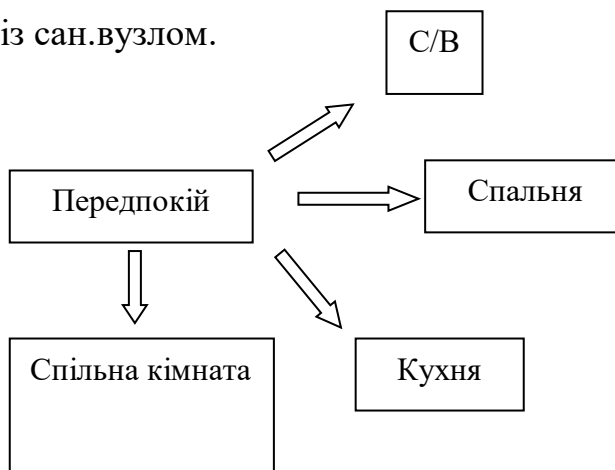 із сан.вузлом.
С/В
Передпокій
Спальня
Спільна кімната
Кухня